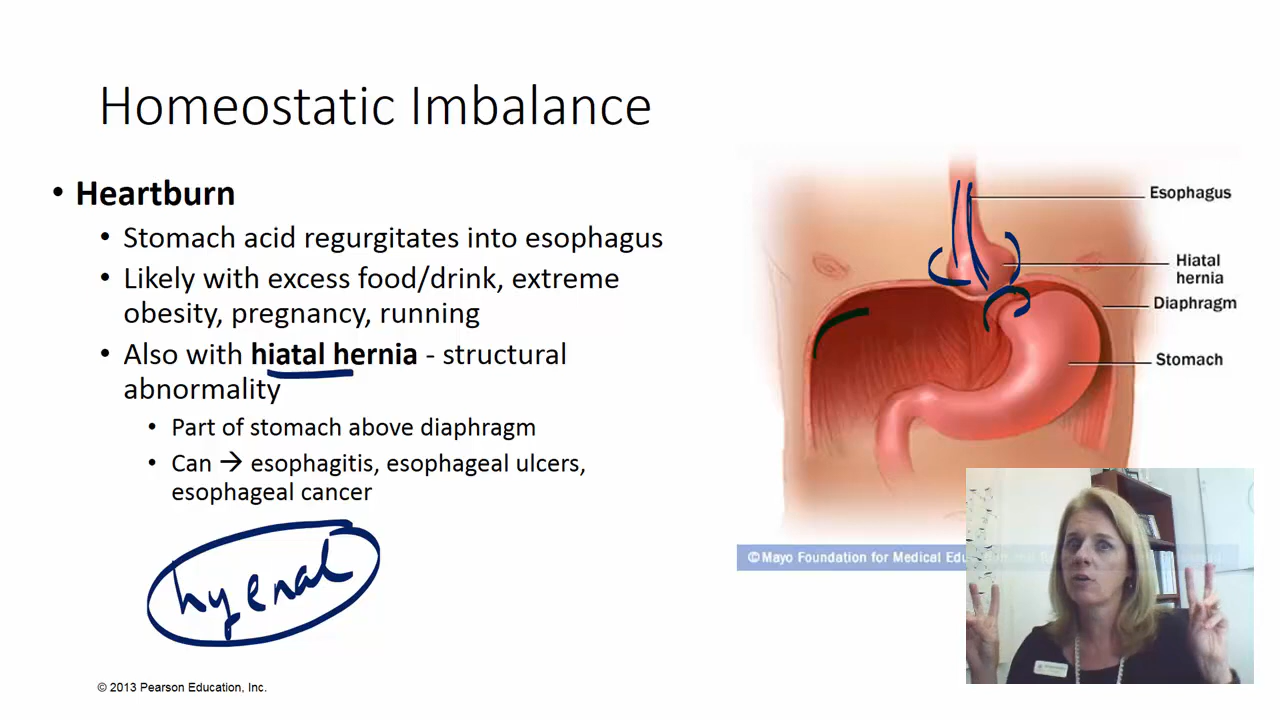 Homeostatic Imbalance
• Heartburn
• Stomach acid regurgitates into esophagus
• Likely with excess food/drink, extreme
obesity, pregnancy, running
• Also with hiatal hernia - structural
abnormality
• Part of stomach above diaphragm
• Can → esophagitis, esophageal ulcers,
esophageal cancer
hyenal
© 2013 Pearson Education, Inc.
Esophagus
Hiatal
hernia
Diaphragm
Stomach
©Mayo Foundation for Medical